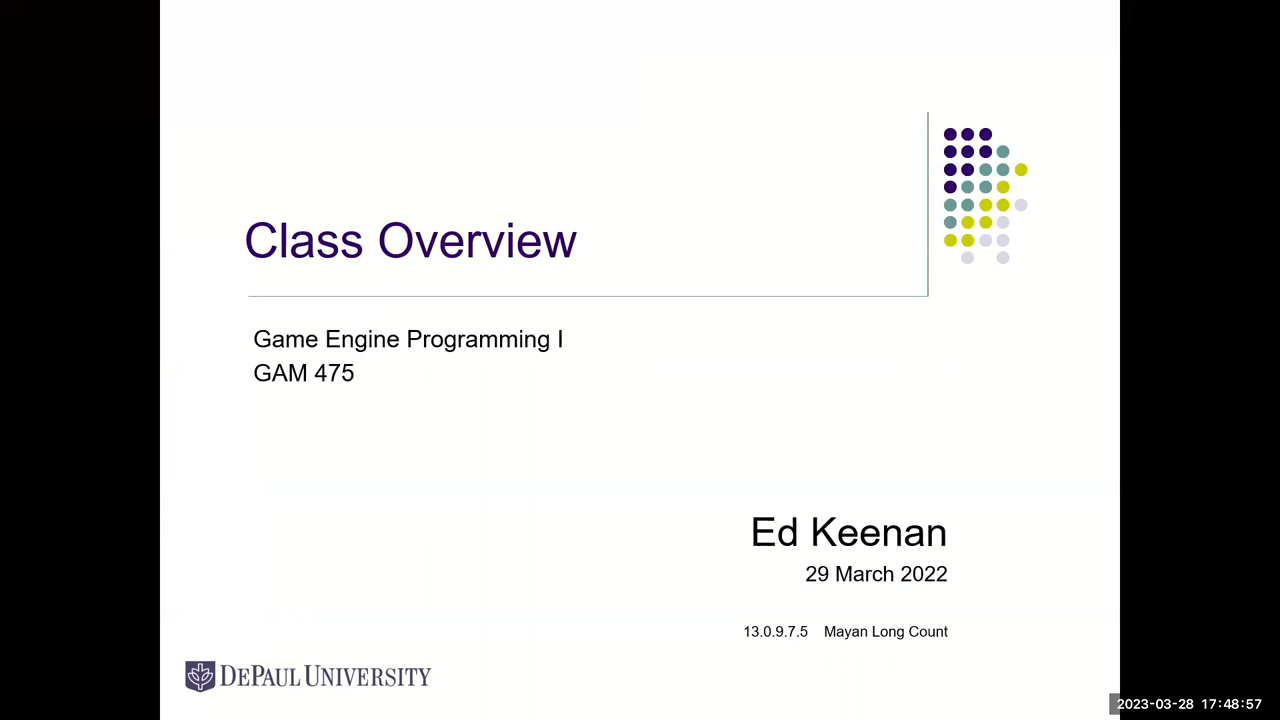 Class Overview
Game Engine Programming I
GAM 475
Ed Keenan
29 March 2022
13.0.9.7.5 Mayan Long Count
DEPAUL UNIVERSITY
2023-03-28 17:48:57